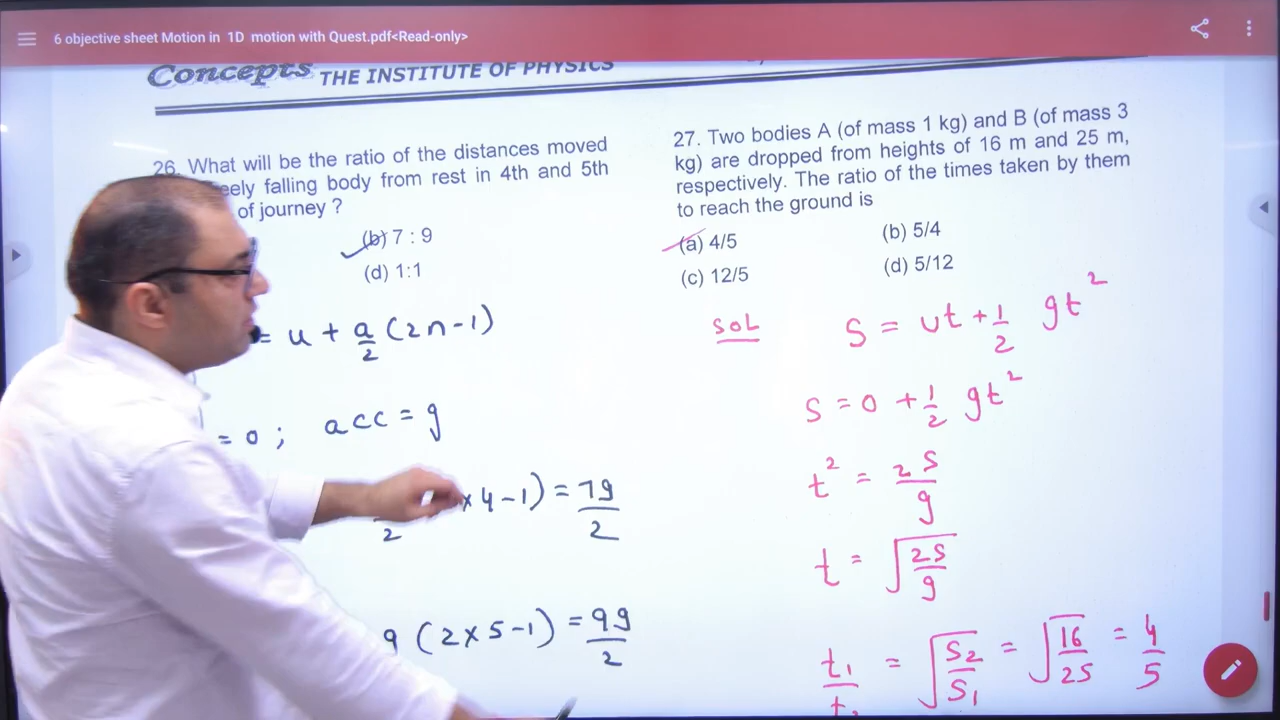 6 objective sheet Motion in 1D motion with Quest.pdf<Read-only>
Concepts THE INSTITUTE OF PHYSICS
26. What will be the ratio of the distances moved
freely falling body from rest in 4th and 5th
of journey ?
(b) 7 : 9
(d) 1:1
= u + a/2 (2n-1)
= 0 ; acc = g
2 × 4 - 1) = 7g/2
g (2×5-1) = 9g/2
27. Two bodies A (of mass 1 kg) and B (of mass 3
kg) are dropped from heights of 16 m and 25 m,
respectively. The ratio of the times taken by them
to reach the ground is
(a) 4/5 (b) 5/4
(c) 12/5 (d) 5/12
SOL S = ut + 1/2 gt²
S = 0 + 1/2 gt²
t² = 2S/g
t = √2S/g
t₁/t₂ = √S₂/S₁ = √16/25 = 4/5